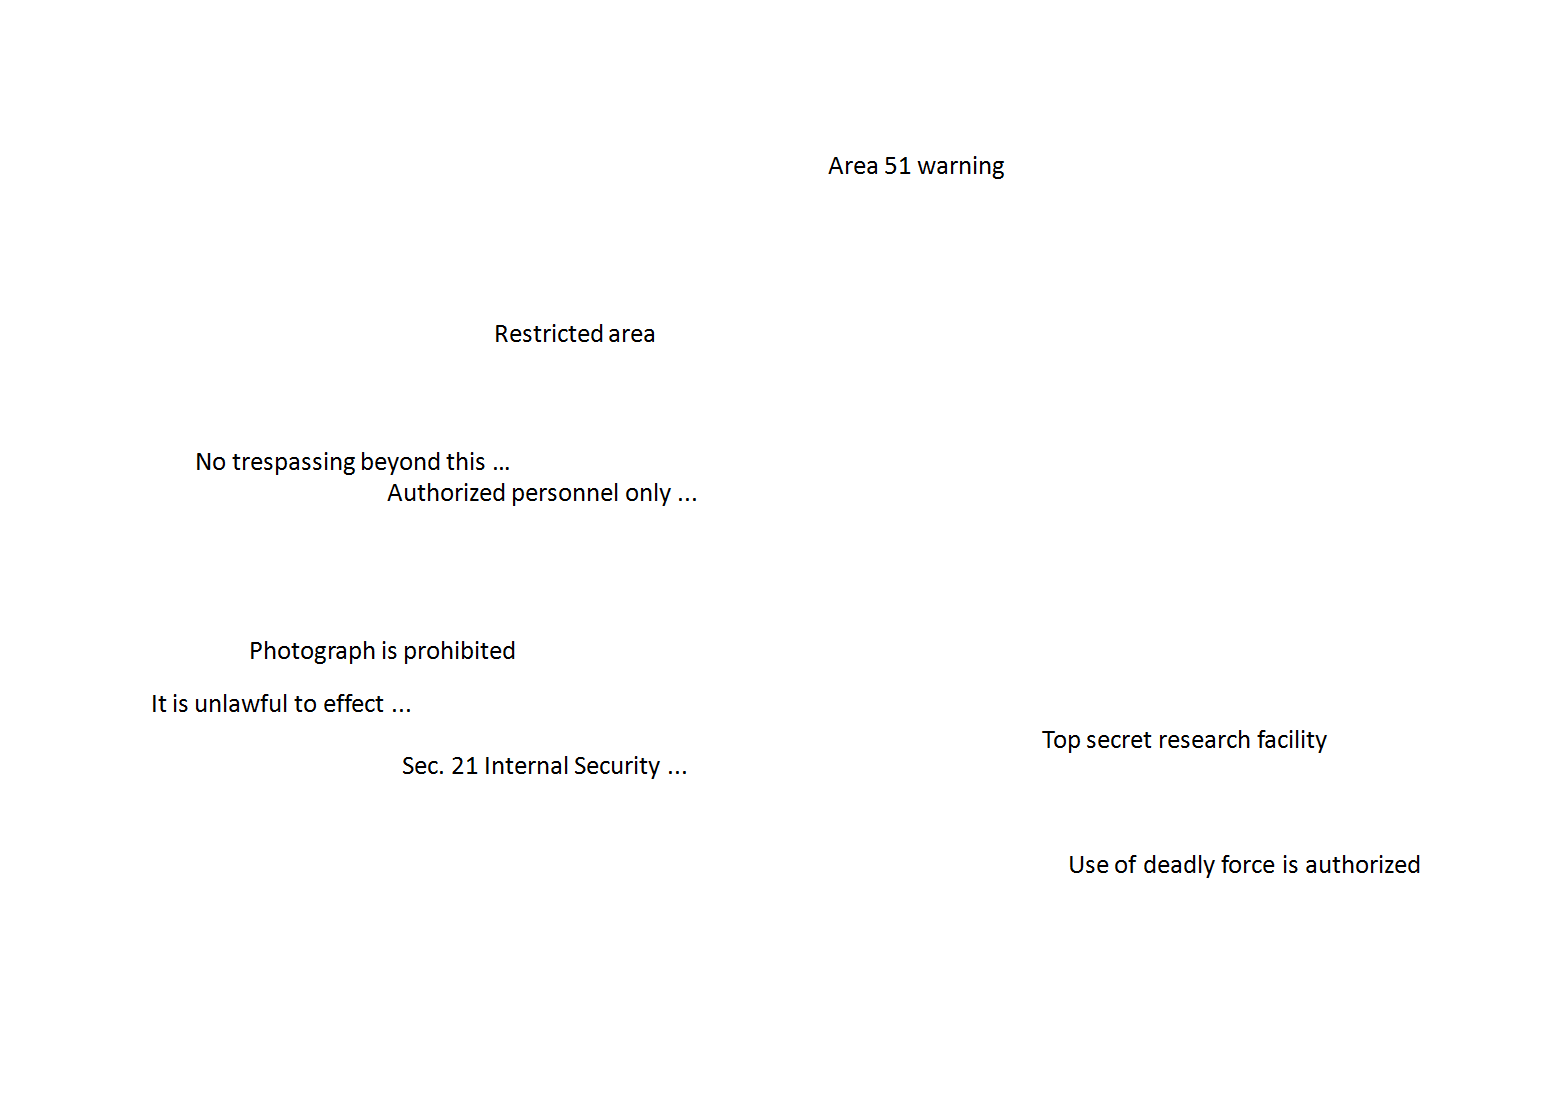 Area 51 warning
Restricted area
No trespassing beyond this ...
Authorized personnel only ...
Photograph is prohibited
It is unlawful to effect ...
Top secret research facility
Sec. 21 Internal Security ...
Use of deadly force is authorized